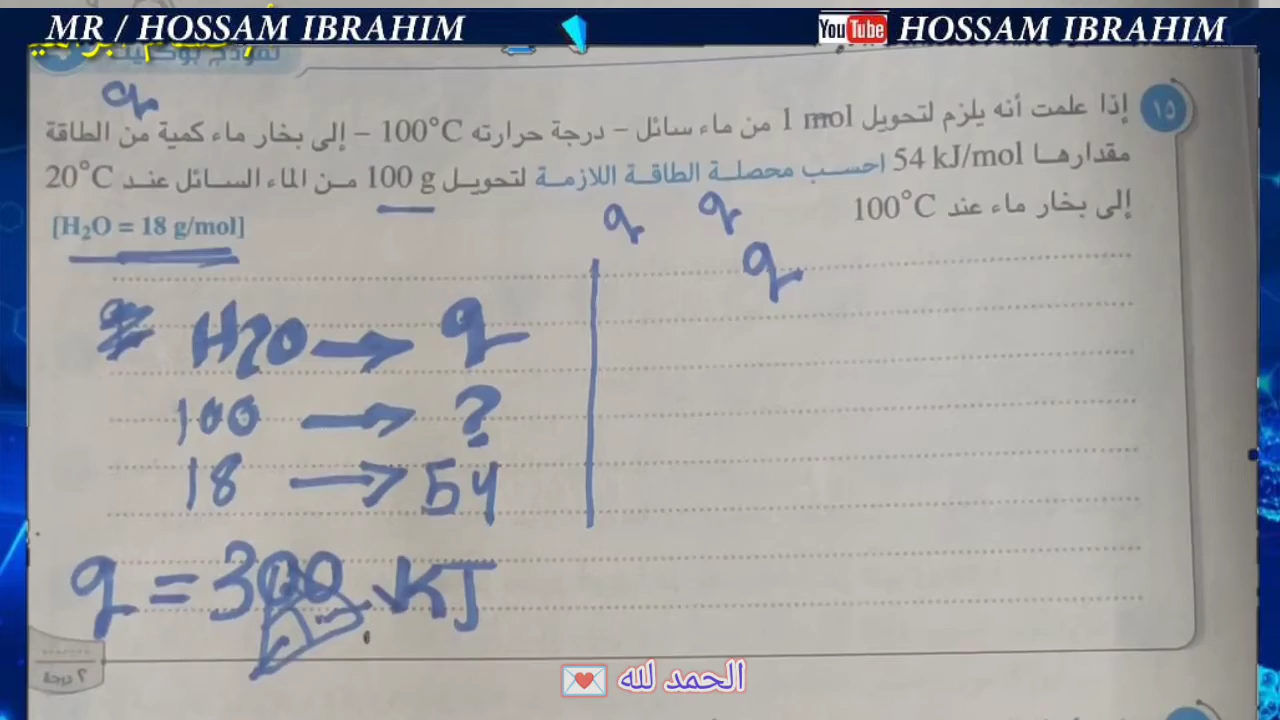 MR / HOSSAM IBRAHIM
YouTube HOSSAM IBRAHIM
١٥
إذا علمت أنه يلزم لتحويل 1 mol من ماء سائل – درجة حرارته 100°C – إلى بخار ماء كمية من الطاقة
مقدارها 54 kJ/mol احسب محصلة الطاقة اللازمة لتحويل 100 g من الماء السائل عند 20°C
إلى بخار ماء عند 100°C
[H₂O = 18 g/mol]
q
q q
q
H2O → q
100 → ?
18 → 54
q = 300 KJ
٢ درجة
الحمد لله 💌